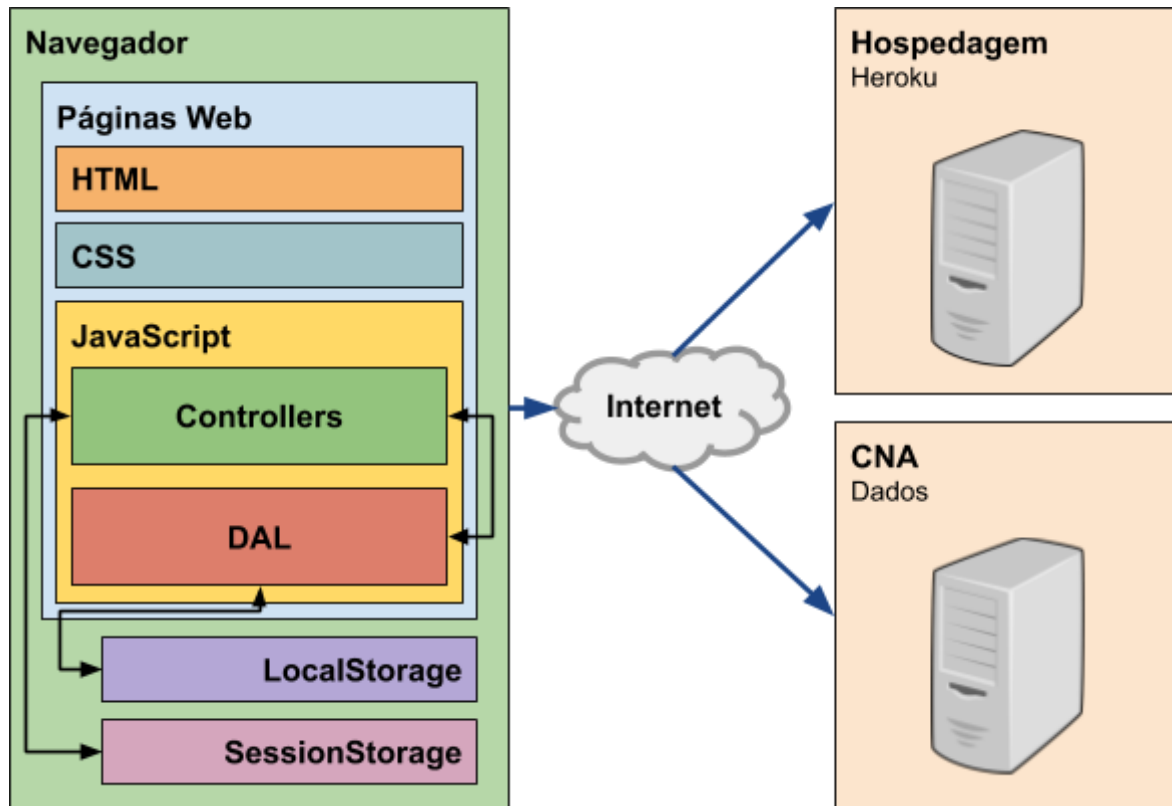 Navegador
Páginas Web
HTML
CSS
JavaScript
Controllers
DAL
LocalStorage
SessionStorage
Internet
Hospedagem
Heroku
CNA
Dados